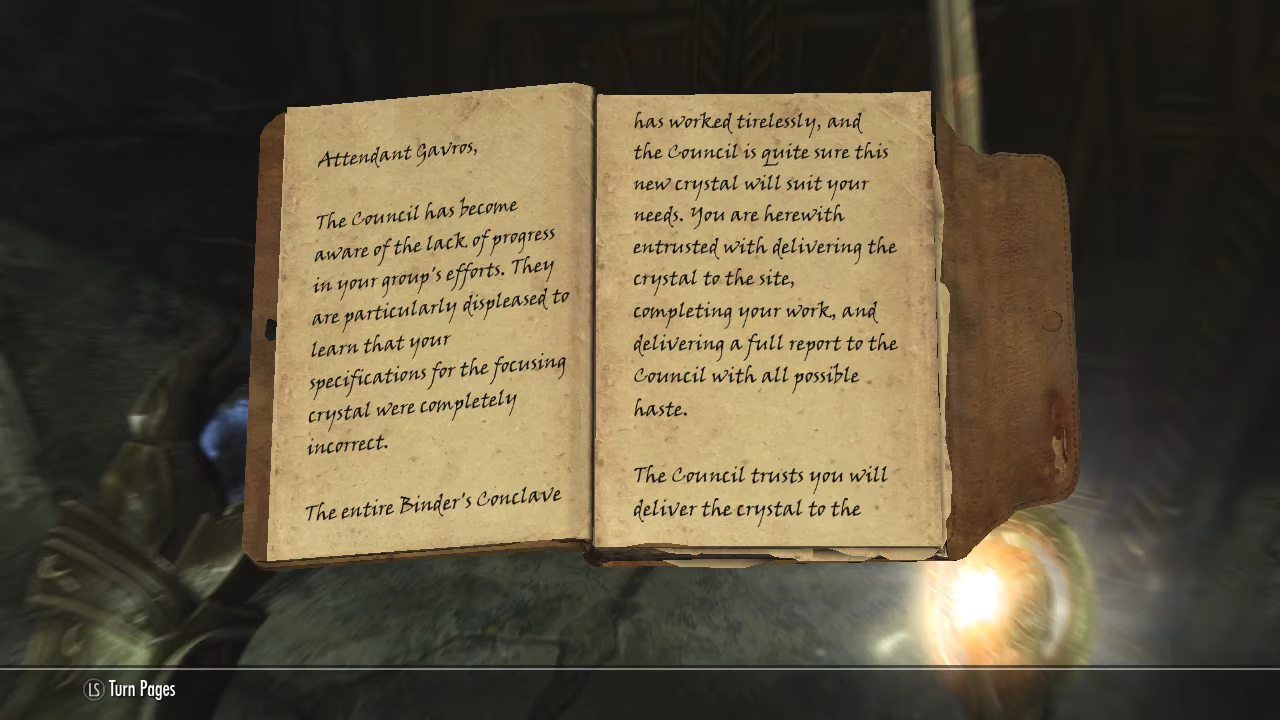 Attendant Gavros,
The Council has become
aware of the lack of progress
in your group's efforts. They
are particularly displeased to
learn that your
specifications for the focusing
crystal were completely
incorrect.
The entire Binder's Conclave
has worked tirelessly, and
the Council is quite sure this
new crystal will suit your
needs. You are herewith
entrusted with delivering the
crystal to the site,
completing your work, and
delivering a full report to the
Council with all possible
haste.
The Council trusts you will
deliver the crystal to the
LS Turn Pages